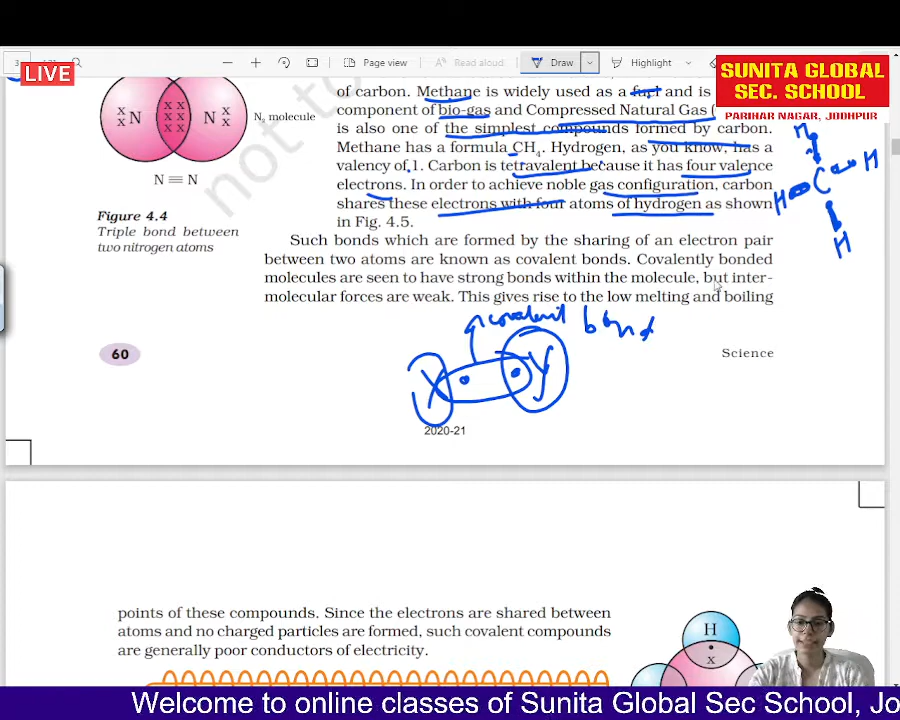 3
Page view
Read aloud
Draw
Highlight
LIVE
SUNITA GLOBAL
SEC. SCHOOL
PARIHAR NAGAR, JODHPUR
of carbon. Methane is widely used as a fuel and is
component of bio-gas and Compressed Natural Gas (
is also one of the simplest compounds formed by carbon.
Methane has a formula CH4. Hydrogen, as you know, has a
valency of 1. Carbon is tetravalent because it has four valence
electrons. In order to achieve noble gas configuration, carbon
shares these electrons with four atoms of hydrogen as shown
in Fig. 4.5.
x x N x x x x x x N x x
N2 molecule
N ≡ N
Figure 4.4
Triple bond between
two nitrogen atoms
H
C H
H
H
Such bonds which are formed by the sharing of an electron pair
between two atoms are known as covalent bonds. Covalently bonded
molecules are seen to have strong bonds within the molecule, but inter-
molecular forces are weak. This gives rise to the low melting and boiling
covalent bond
X Y
60
Science
2020-21
not to
points of these compounds. Since the electrons are shared between
atoms and no charged particles are formed, such covalent compounds
are generally poor conductors of electricity.
H
x
Welcome to online classes of Sunita Global Sec School, Jo